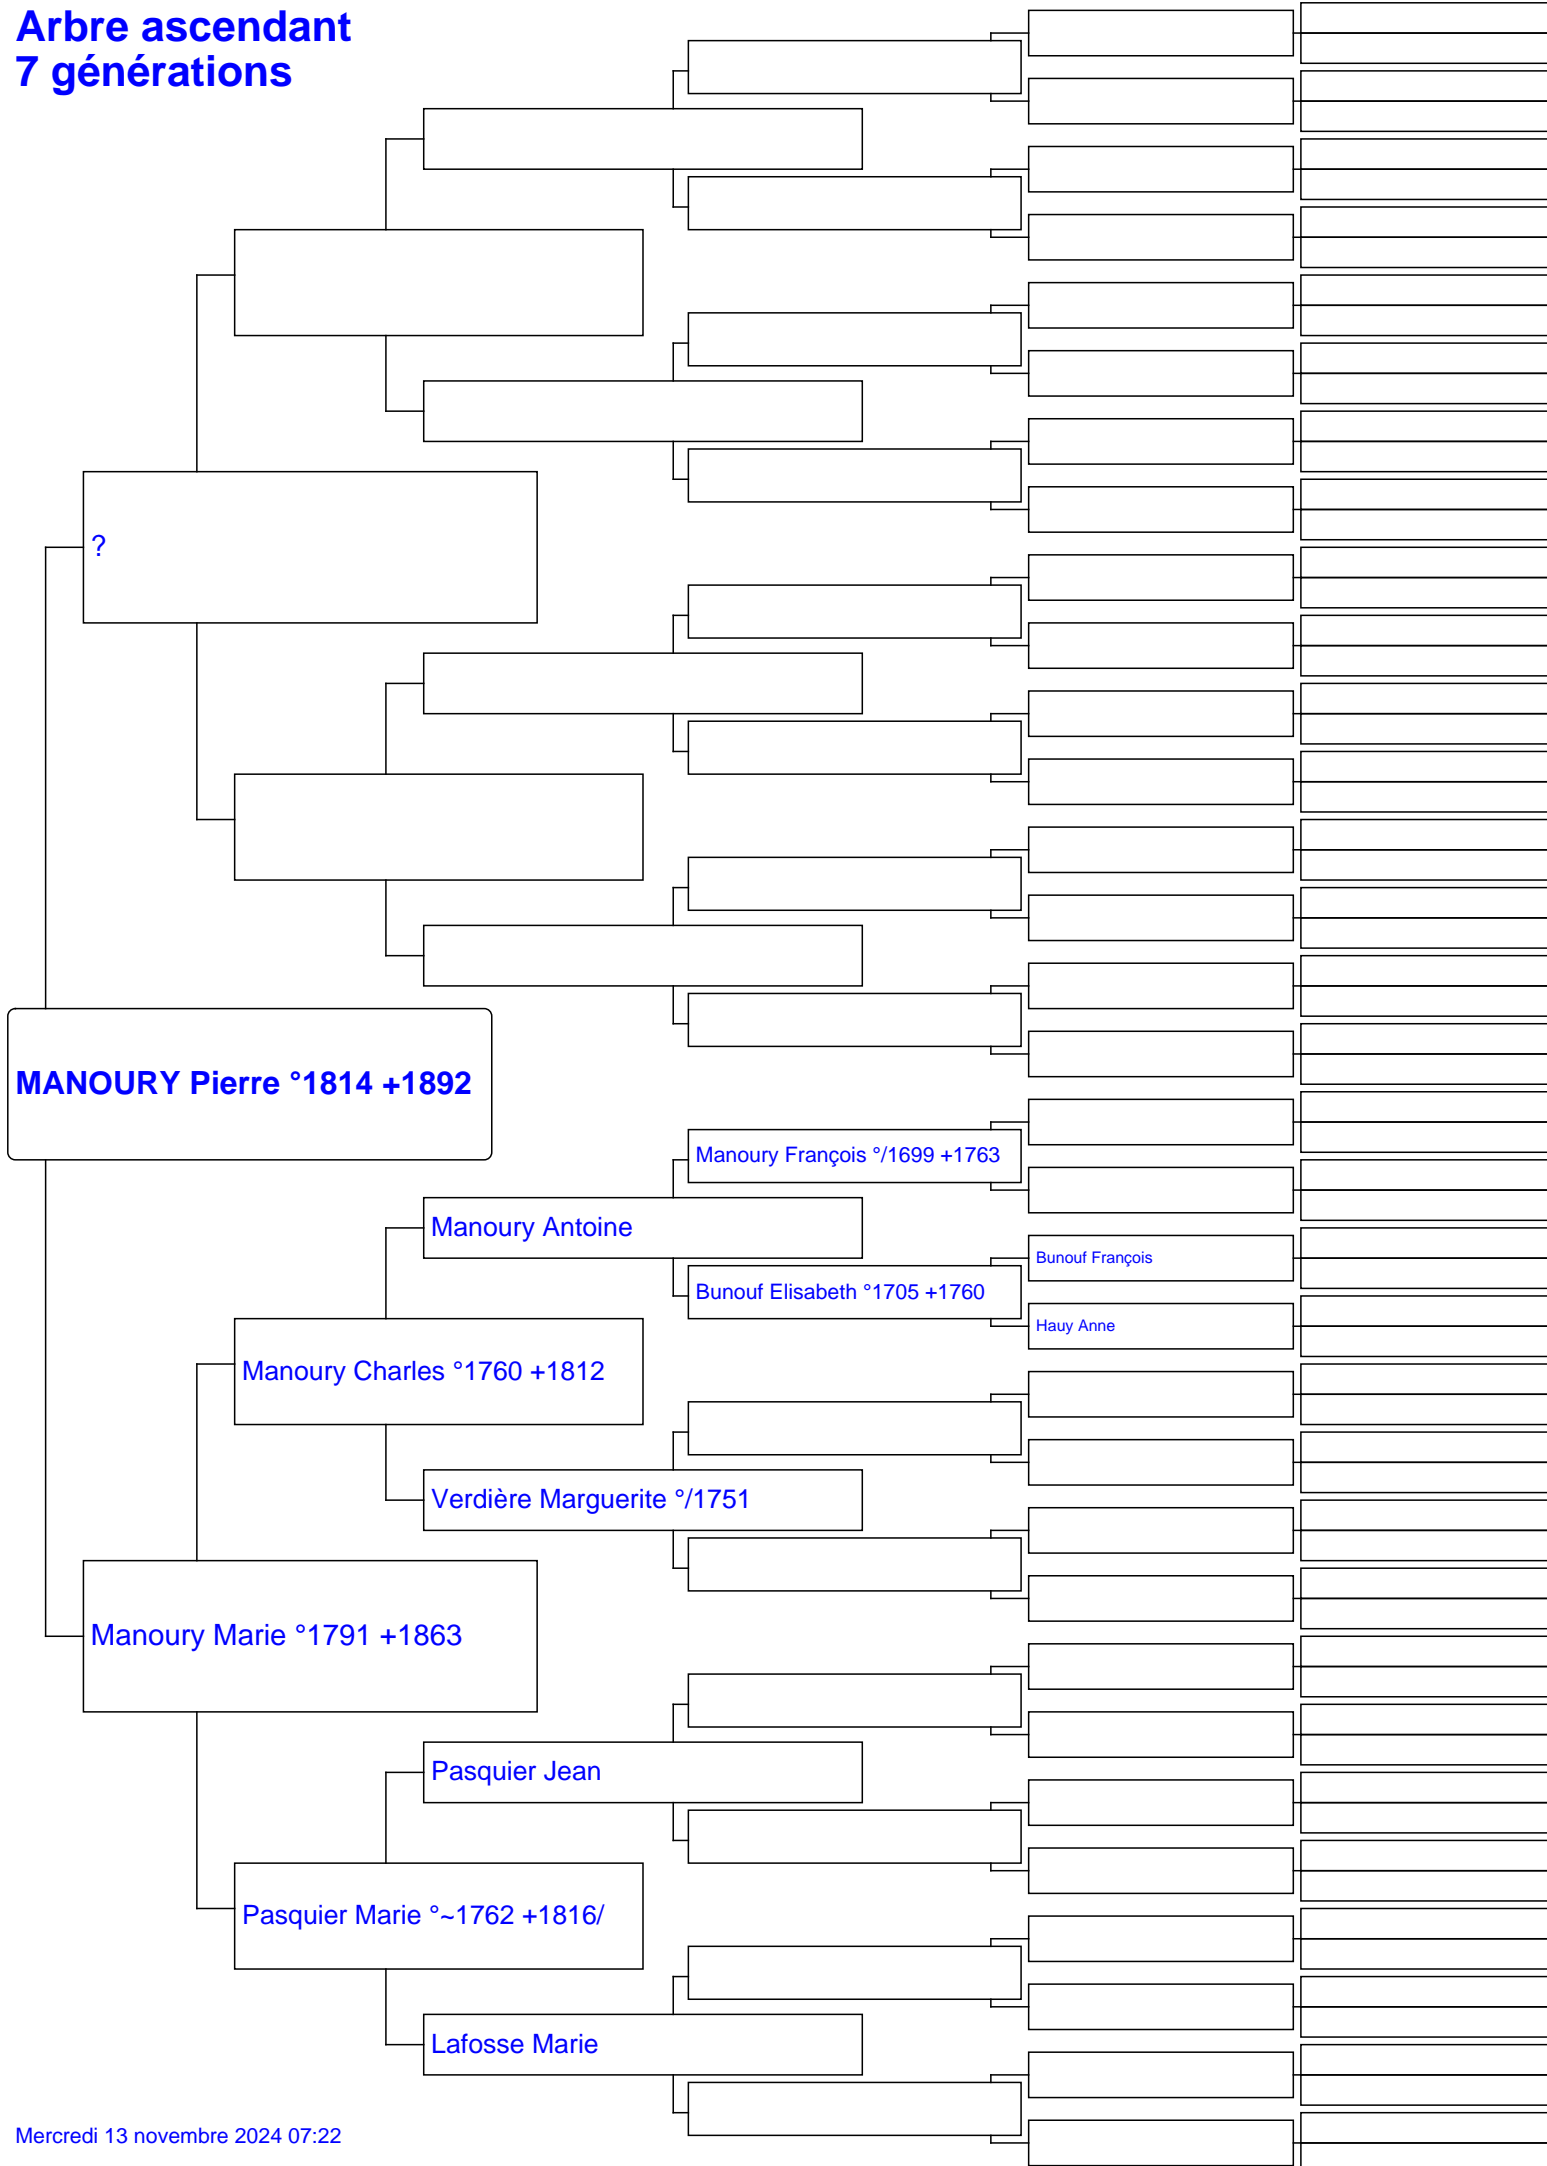 Arbre ascendant
7 générations
?
MANOURY Pierre °1814 +1892
Manoury François °/1699 +1763
Manoury Antoine
Bunouf François
Bunouf Elisabeth °1705 +1760
Hauy Anne
Manoury Charles °1760 +1812
Verdière Marguerite °/1751
Manoury Marie °1791 +1863
Pasquier Jean
Pasquier Marie °~1762 +1816/
Lafosse Marie
Mercredi 13 novembre 2024 07:22